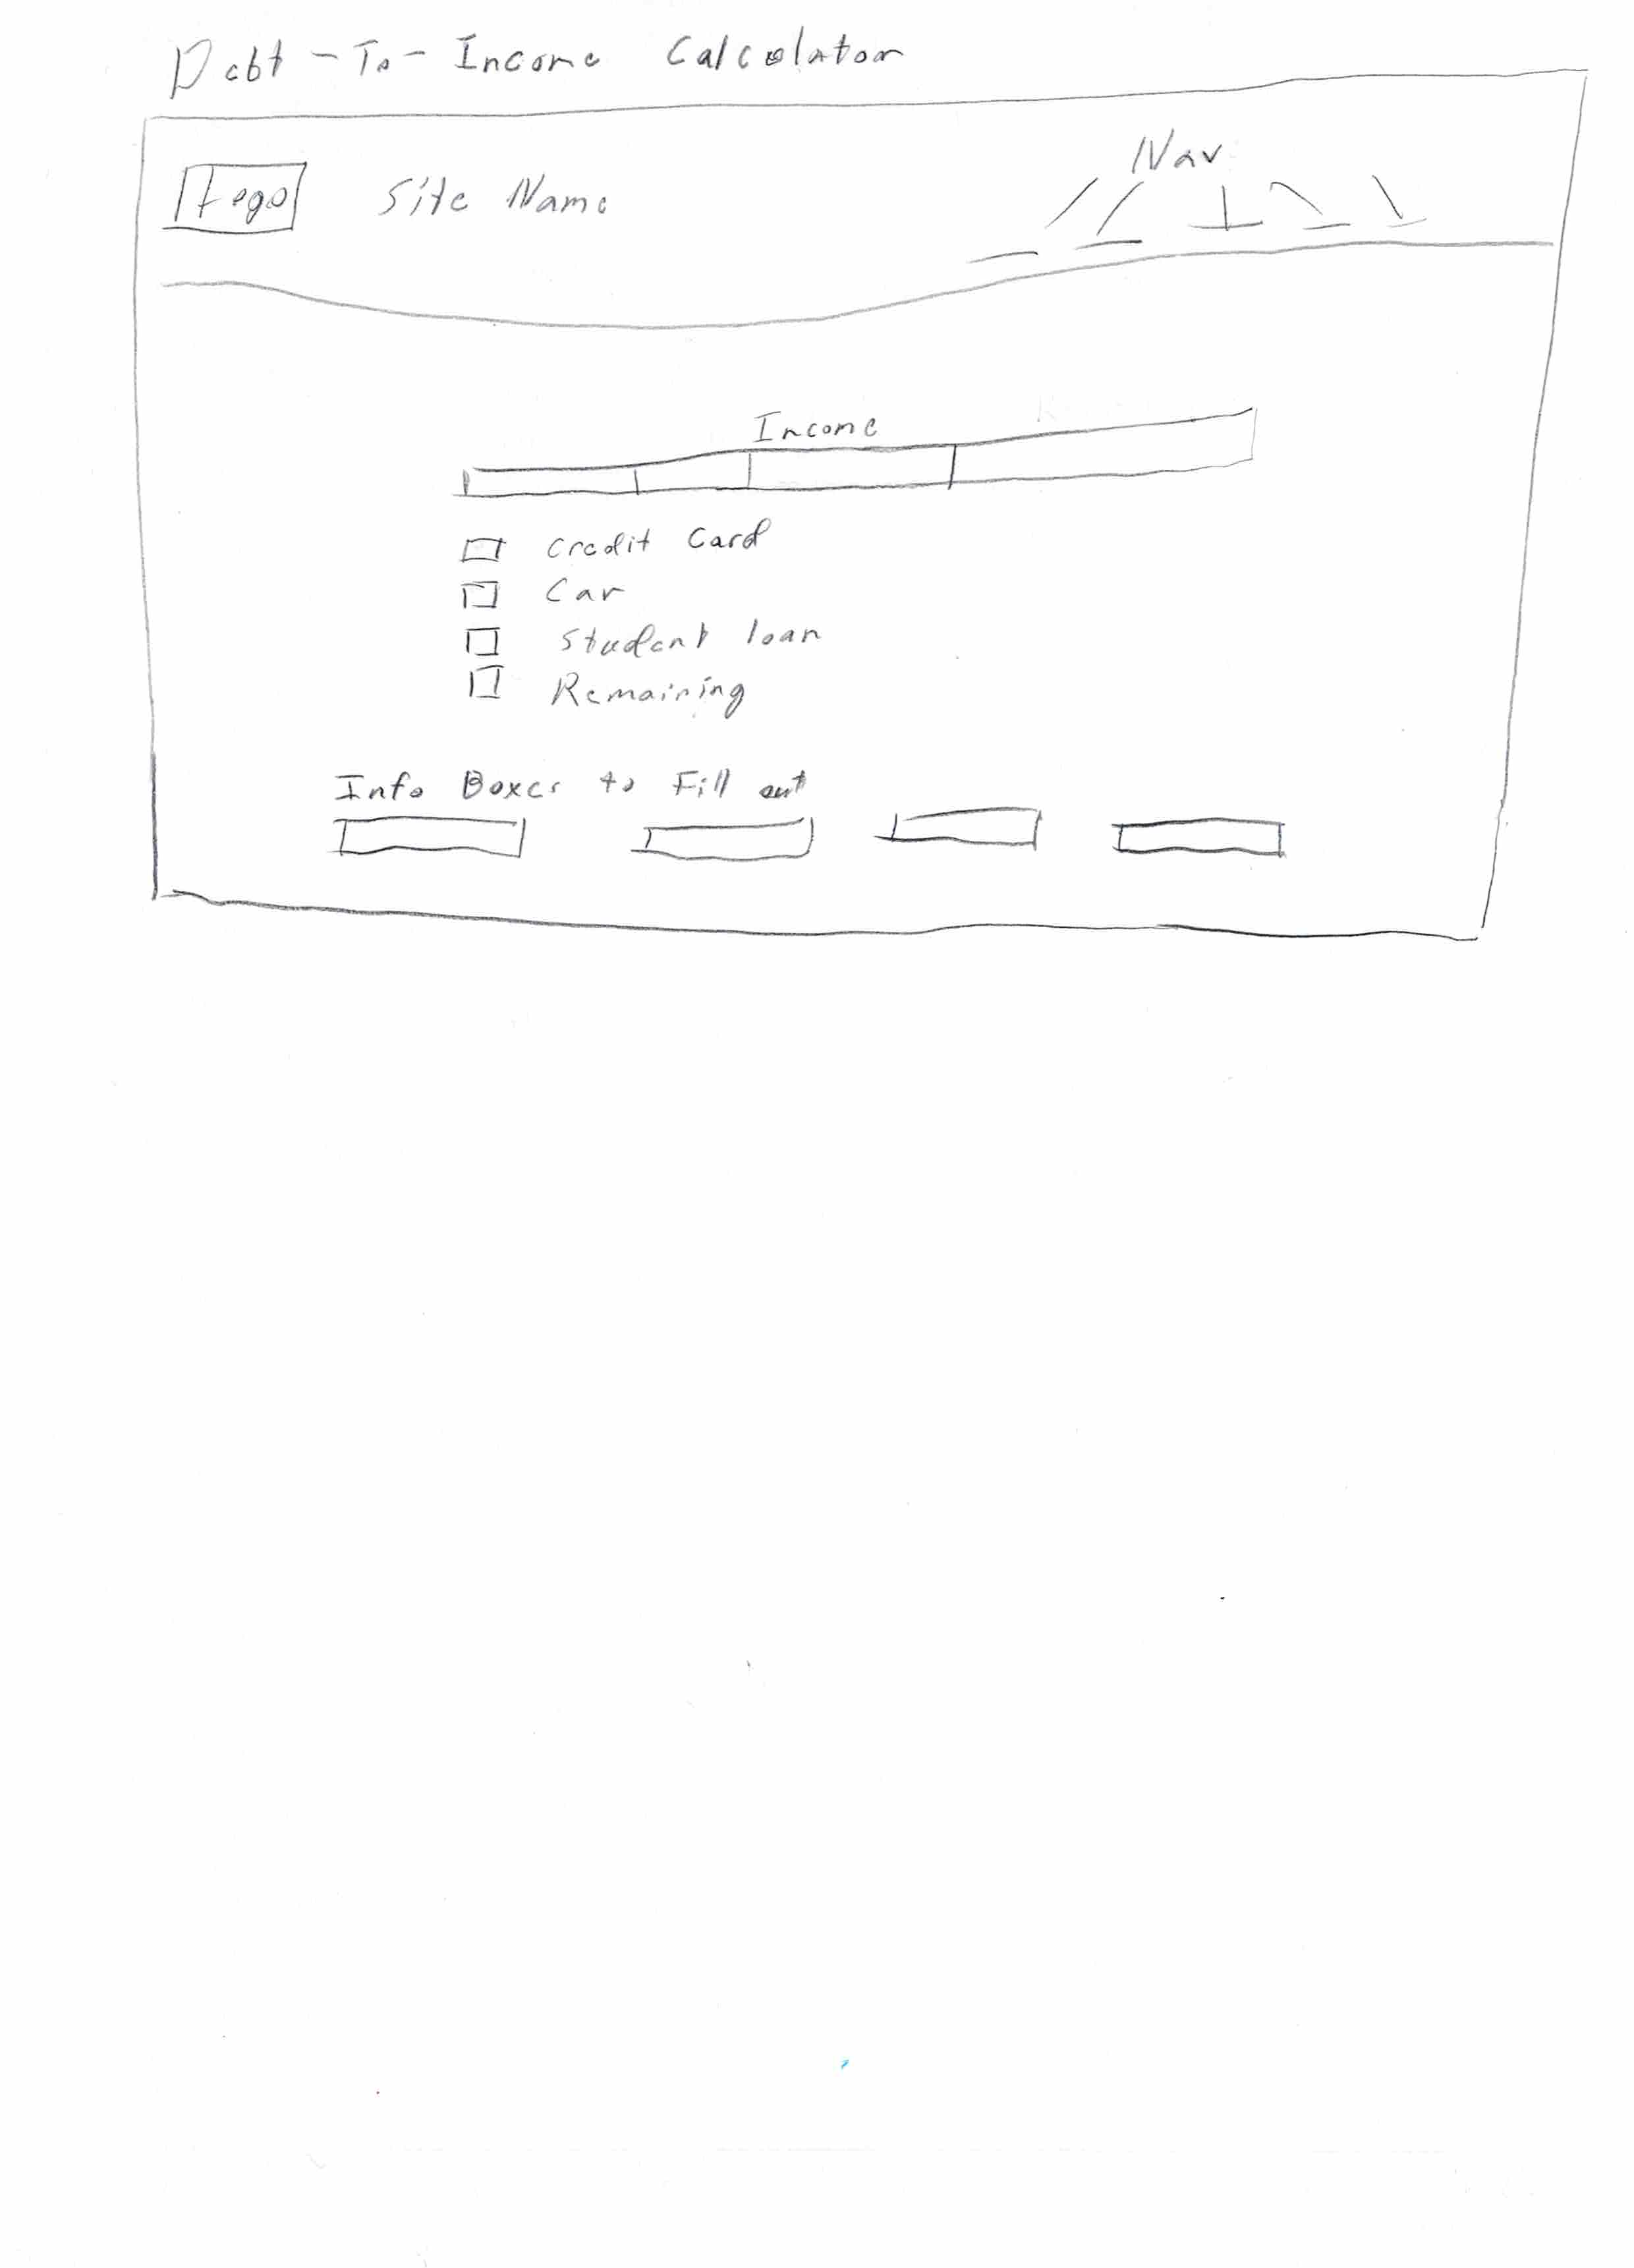 Debt-To-Income Calculator
Logo Site Name
Nav
Income
Credit Card
Car
Student loan
Remaining
Info Boxes to Fill out